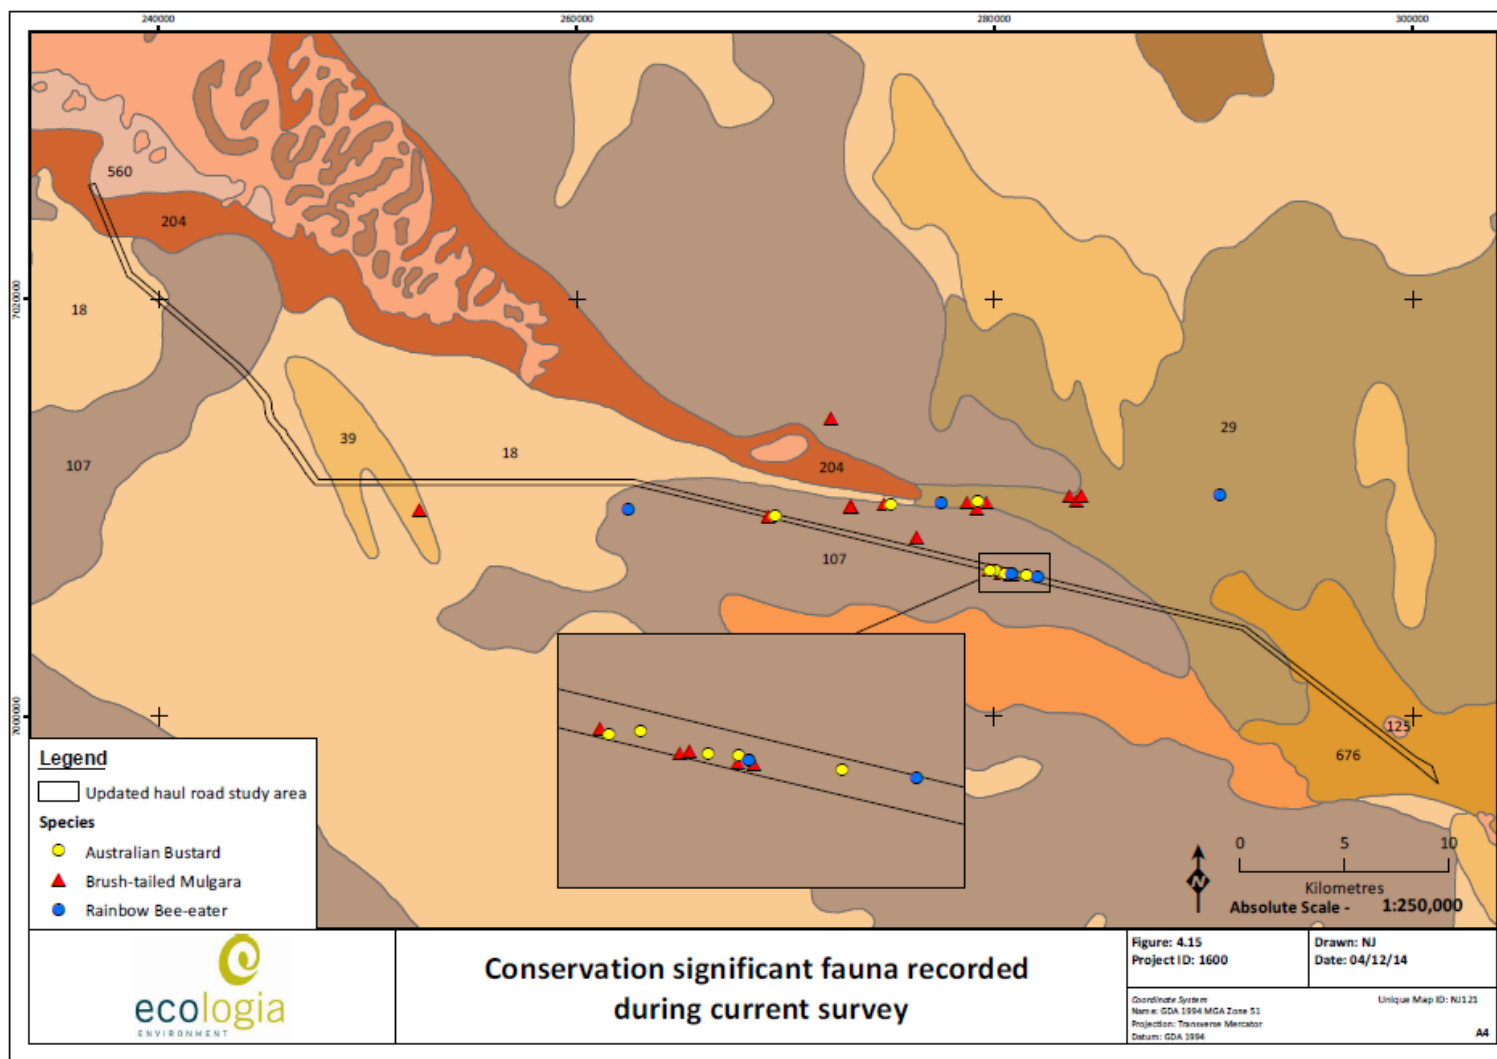 240000 260000 280000 300000
7020000
7000000
560
204
18
107
39
18
204
29
107
125
676
Legend
Updated haul road study area
Species
Australian Bustard
Brush-tailed Mulgara
Rainbow Bee-eater
N
0 5 10
Kilometres
Absolute Scale - 1:250,000
ecologia
ENVIRONMENT
Conservation significant fauna recorded
during current survey
Figure: 4.15
Project ID: 1600
Drawn: NJ
Date: 04/12/14
Coordinate System
Name: GDA 1994 MGA Zone 51
Projection: Transverse Mercator
Datum: GDA 1994
Unique Map ID: NJ121
A4